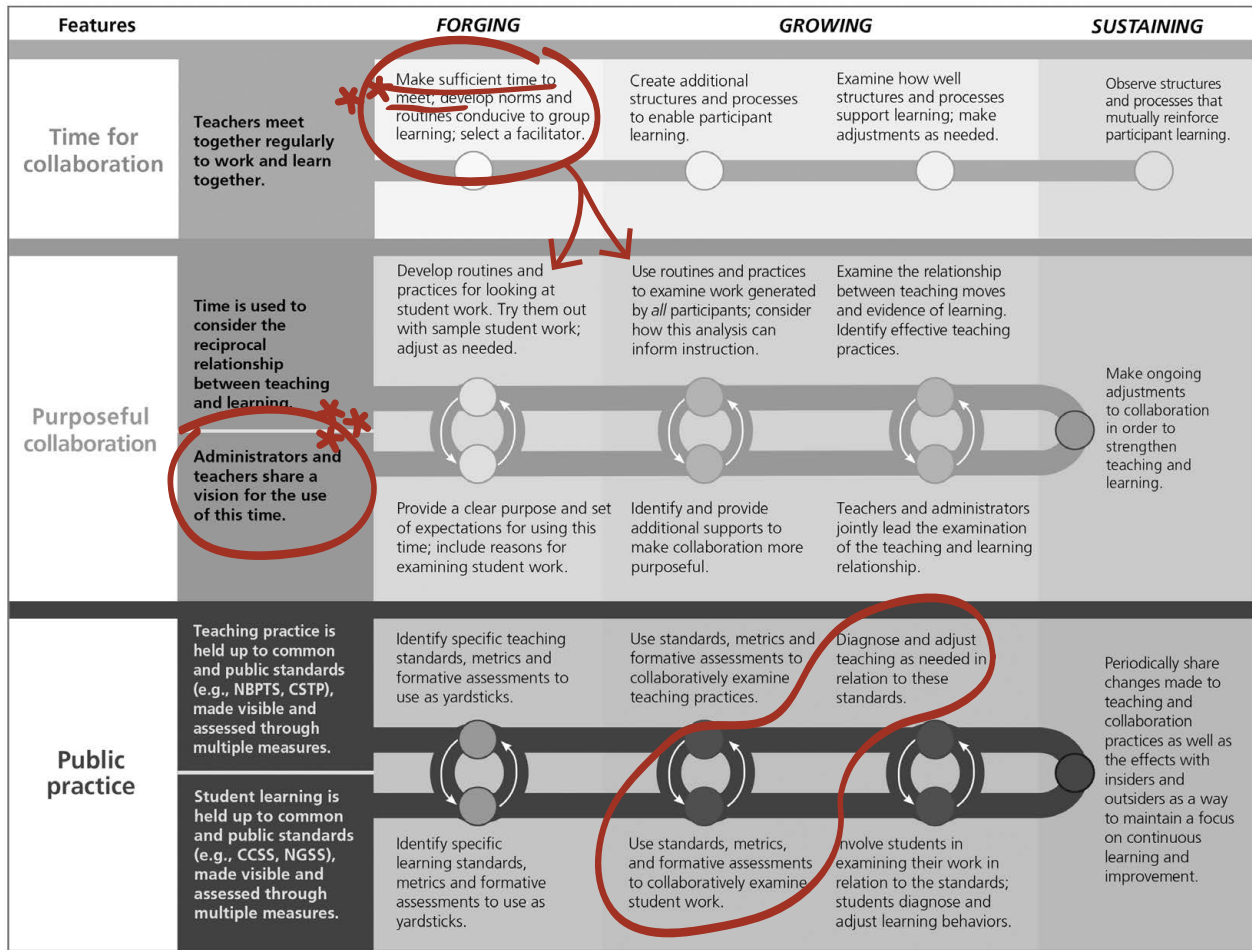 Features
FORGING
GROWING
SUSTAINING
Time for
collaboration
Teachers meet
together regularly
to work and learn
together.
Make sufficient time to
meet; develop norms and
routines conducive to group
learning; select a facilitator.
Create additional
structures and processes
to enable participant
learning.
Examine how well
structures and processes
support learning; make
adjustments as needed.
Observe structures
and processes that
mutually reinforce
participant learning.
Purposeful
collaboration
Time is used to
consider the
reciprocal
relationship
between teaching
and learning.
Administrators and
teachers share a
vision for the use
of this time.
Develop routines and
practices for looking at
student work. Try them out
with sample student work;
adjust as needed.
Use routines and practices
to examine work generated
by all participants; consider
how this analysis can
inform instruction.
Examine the relationship
between teaching moves
and evidence of learning.
Identify effective teaching
practices.
Provide a clear purpose and set
of expectations for using this
time; include reasons for
examining student work.
Identify and provide
additional supports to
make collaboration more
purposeful.
Teachers and administrators
jointly lead the examination
of the teaching and learning
relationship.
Make ongoing
adjustments
to collaboration
in order to
strengthen
teaching and
learning.
Public
practice
Teaching practice is
held up to common
and public standards
(e.g., NBPTS, CSTP),
made visible and
assessed through
multiple measures.
Student learning is
held up to common
and public standards
(e.g., CCSS, NGSS),
made visible and
assessed through
multiple measures.
Identify specific teaching
standards, metrics and
formative assessments to
use as yardsticks.
Use standards, metrics and
formative assessments to
collaboratively examine
teaching practices.
Diagnose and adjust
teaching as needed in
relation to these
standards.
Identify specific
learning standards,
metrics and formative
assessments to use as
yardsticks.
Use standards, metrics,
and formative assessments
to collaboratively examine
student work.
Involve students in
examining their work in
relation to the standards;
students diagnose and
adjust learning behaviors.
Periodically share
changes made to
teaching and
collaboration
practices as well as
the effects with
insiders and
outsiders as a way
to maintain a focus
on continuous
learning and
improvement.